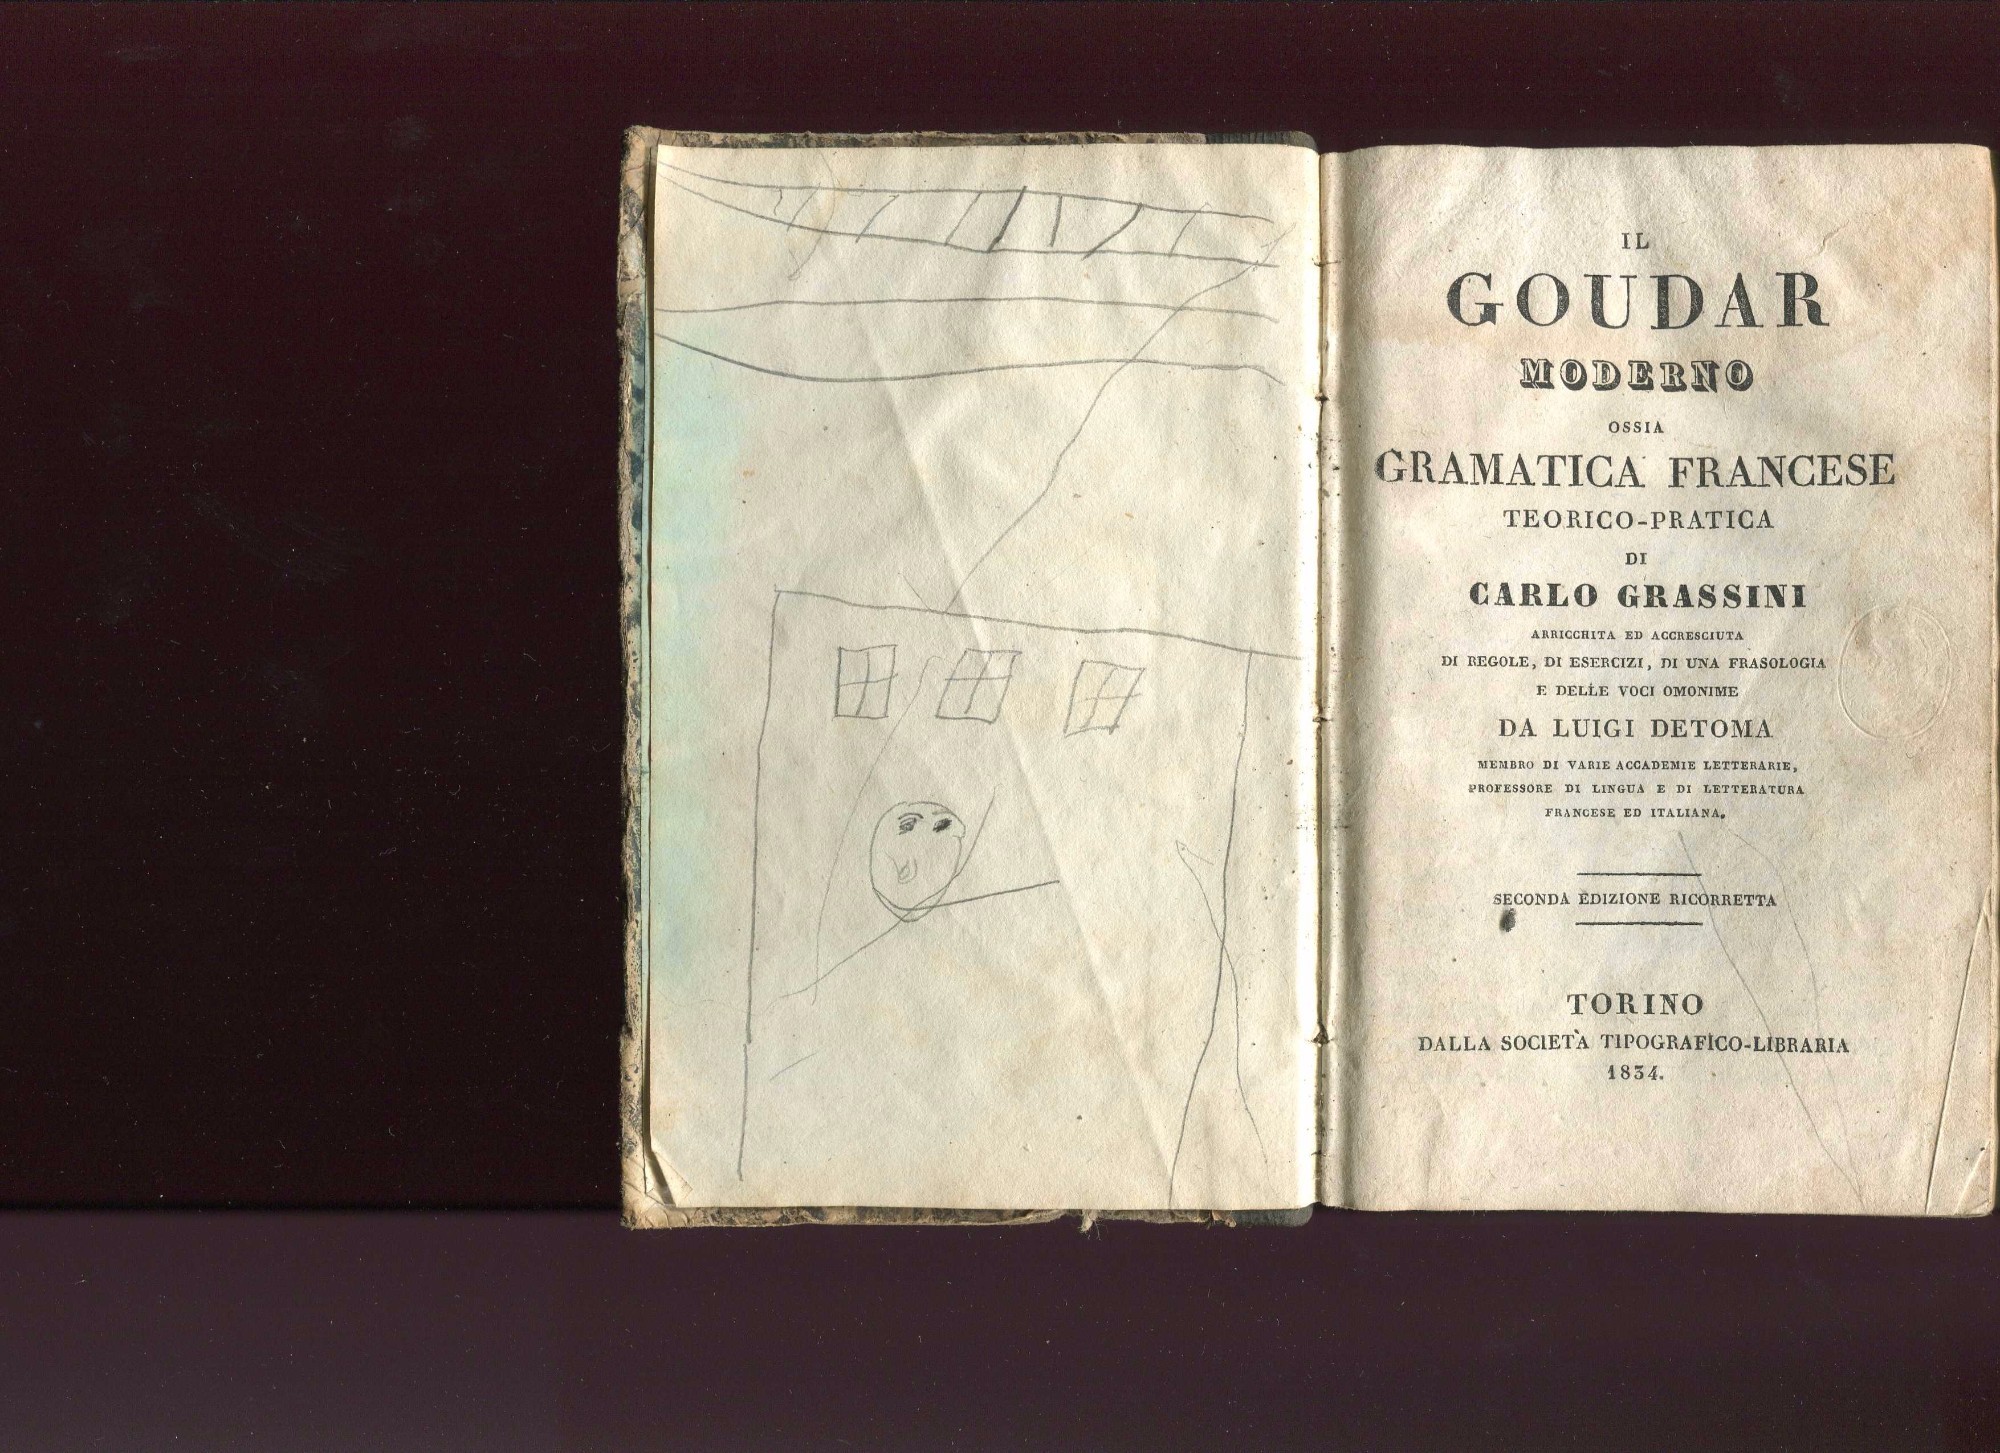 IL
GOUDAR
MODERNO
OSSIA
GRAMATICA FRANCESE
TEORICO-PRATICA
DI
CARLO GRASSINI
ARRICCHITA ED ACCRESCIUTA
DI REGOLE, DI ESERCIZI, DI UNA FRASOLOGIA
E DELLE VOCI OMONIME
DA LUIGI DETOMA
MEMBRO DI VARIE ACCADEMIE LETTERARIE,
PROFESSORE DI LINGUA E DI LETTERATURA
FRANCESE ED ITALIANA.
SECONDA EDIZIONE RICORRETTA
TORINO
DALLA SOCIETÀ TIPOGRAFICO-LIBRARIA
1834.